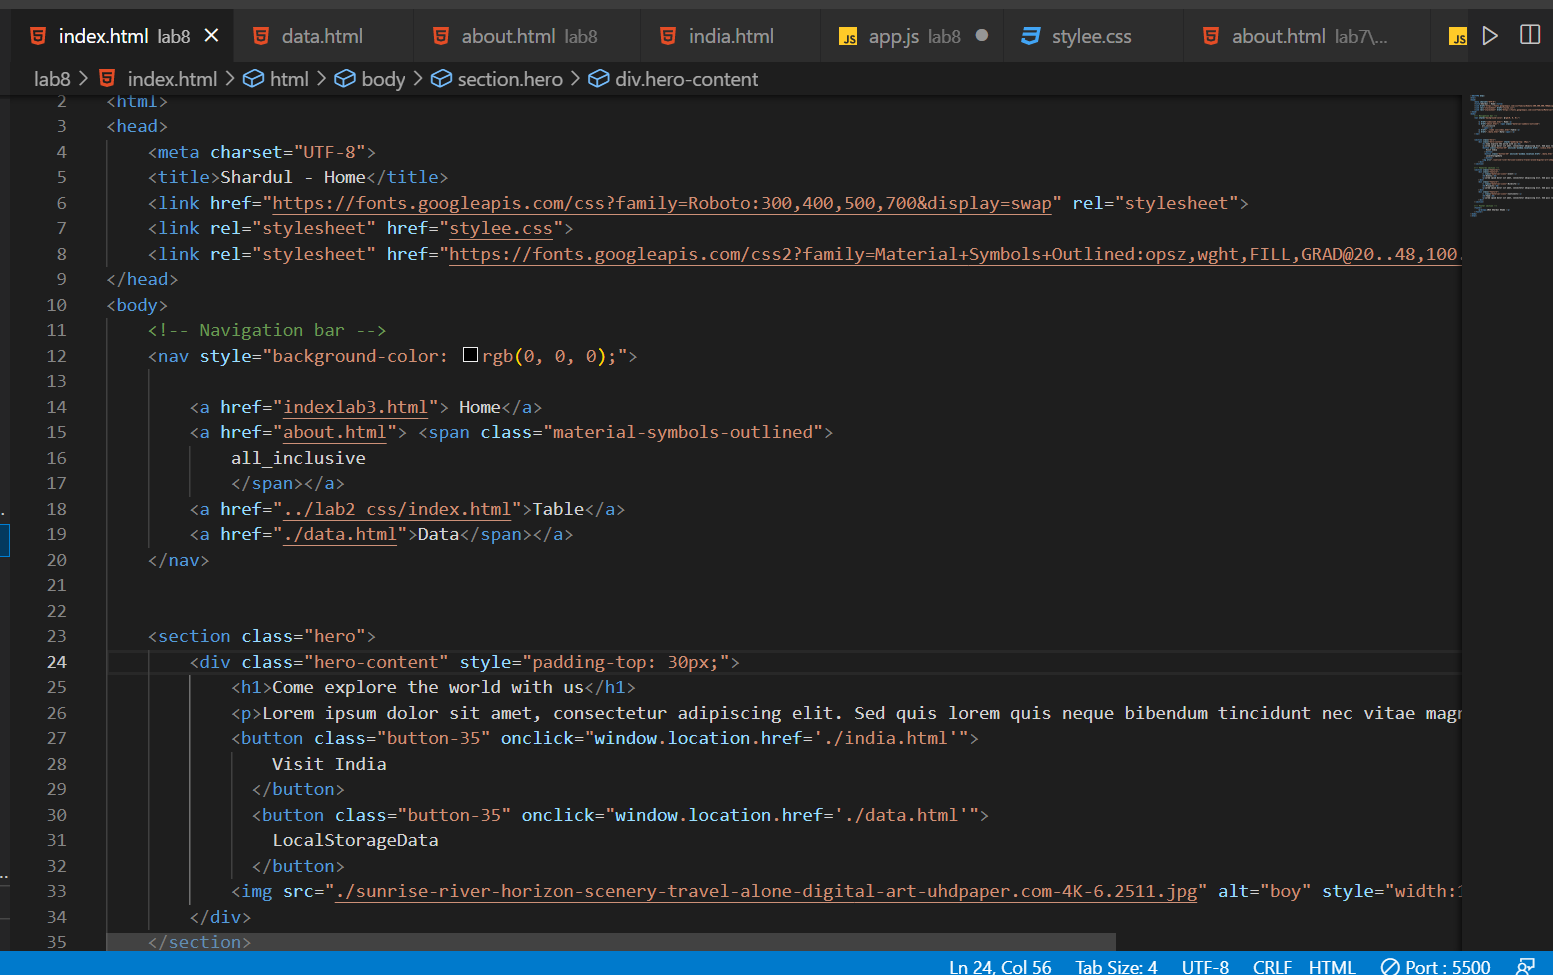 index.html lab8 × data.html about.html lab8 india.html JS app.js lab8 ● stylee.css about.html lab7\... JS
lab8 > index.html > html > body > section.hero > div.hero-content
2 <html>
3 <head>
4 <meta charset="UTF-8">
5 <title>Shardul - Home</title>
6 <link href="https://fonts.googleapis.com/css?family=Roboto:300,400,500,700&display=swap" rel="stylesheet">
7 <link rel="stylesheet" href="stylee.css">
8 <link rel="stylesheet" href="https://fonts.googleapis.com/css2?family=Material+Symbols+Outlined:opsz,wght,FILL,GRAD@20..48,100.
9 </head>
10 <body>
11 <!-- Navigation bar -->
12 <nav style="background-color: rgb(0, 0, 0);">
13
14 <a href="indexlab3.html"> Home</a>
15 <a href="about.html"> <span class="material-symbols-outlined">
16 all_inclusive
17 </span></a>
18 <a href="../lab2 css/index.html">Table</a>
19 <a href="./data.html">Data</span></a>
20 </nav>
21
22
23 <section class="hero">
24 <div class="hero-content" style="padding-top: 30px;">
25 <h1>Come explore the world with us</h1>
26 <p>Lorem ipsum dolor sit amet, consectetur adipiscing elit. Sed quis lorem quis neque bibendum tincidunt nec vitae magn
27 <button class="button-35" onclick="window.location.href='./india.html'">
28 Visit India
29 </button>
30 <button class="button-35" onclick="window.location.href='./data.html'">
31 LocalStorageData
32 </button>
33 <img src="./sunrise-river-horizon-scenery-travel-alone-digital-art-uhdpaper.com-4K-6.2511.jpg" alt="boy" style="width:1
34 </div>
35 </section>
Ln 24, Col 56 Tab Size: 4 UTF-8 CRLF HTML Port : 5500